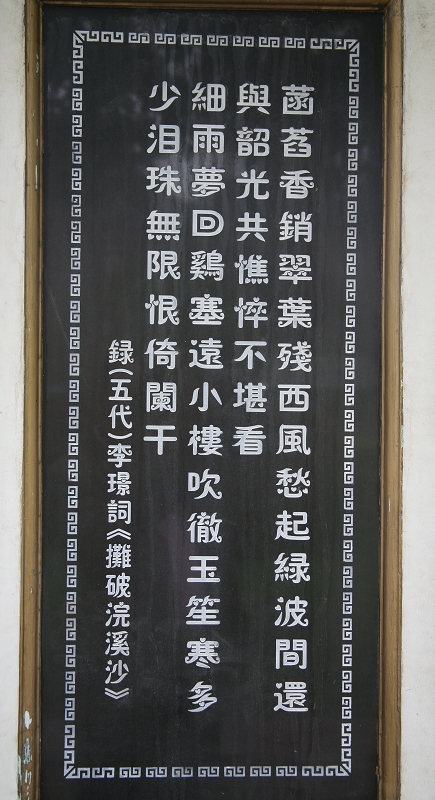 菡萏香銷翠葉殘西風愁起緑波間還
與韶光共憔悴不堪看
細雨夢回鷄塞遠小樓吹徹玉笙寒多
少泪珠無限恨倚闌干
録(五代)李璟詞《攤破浣溪沙》